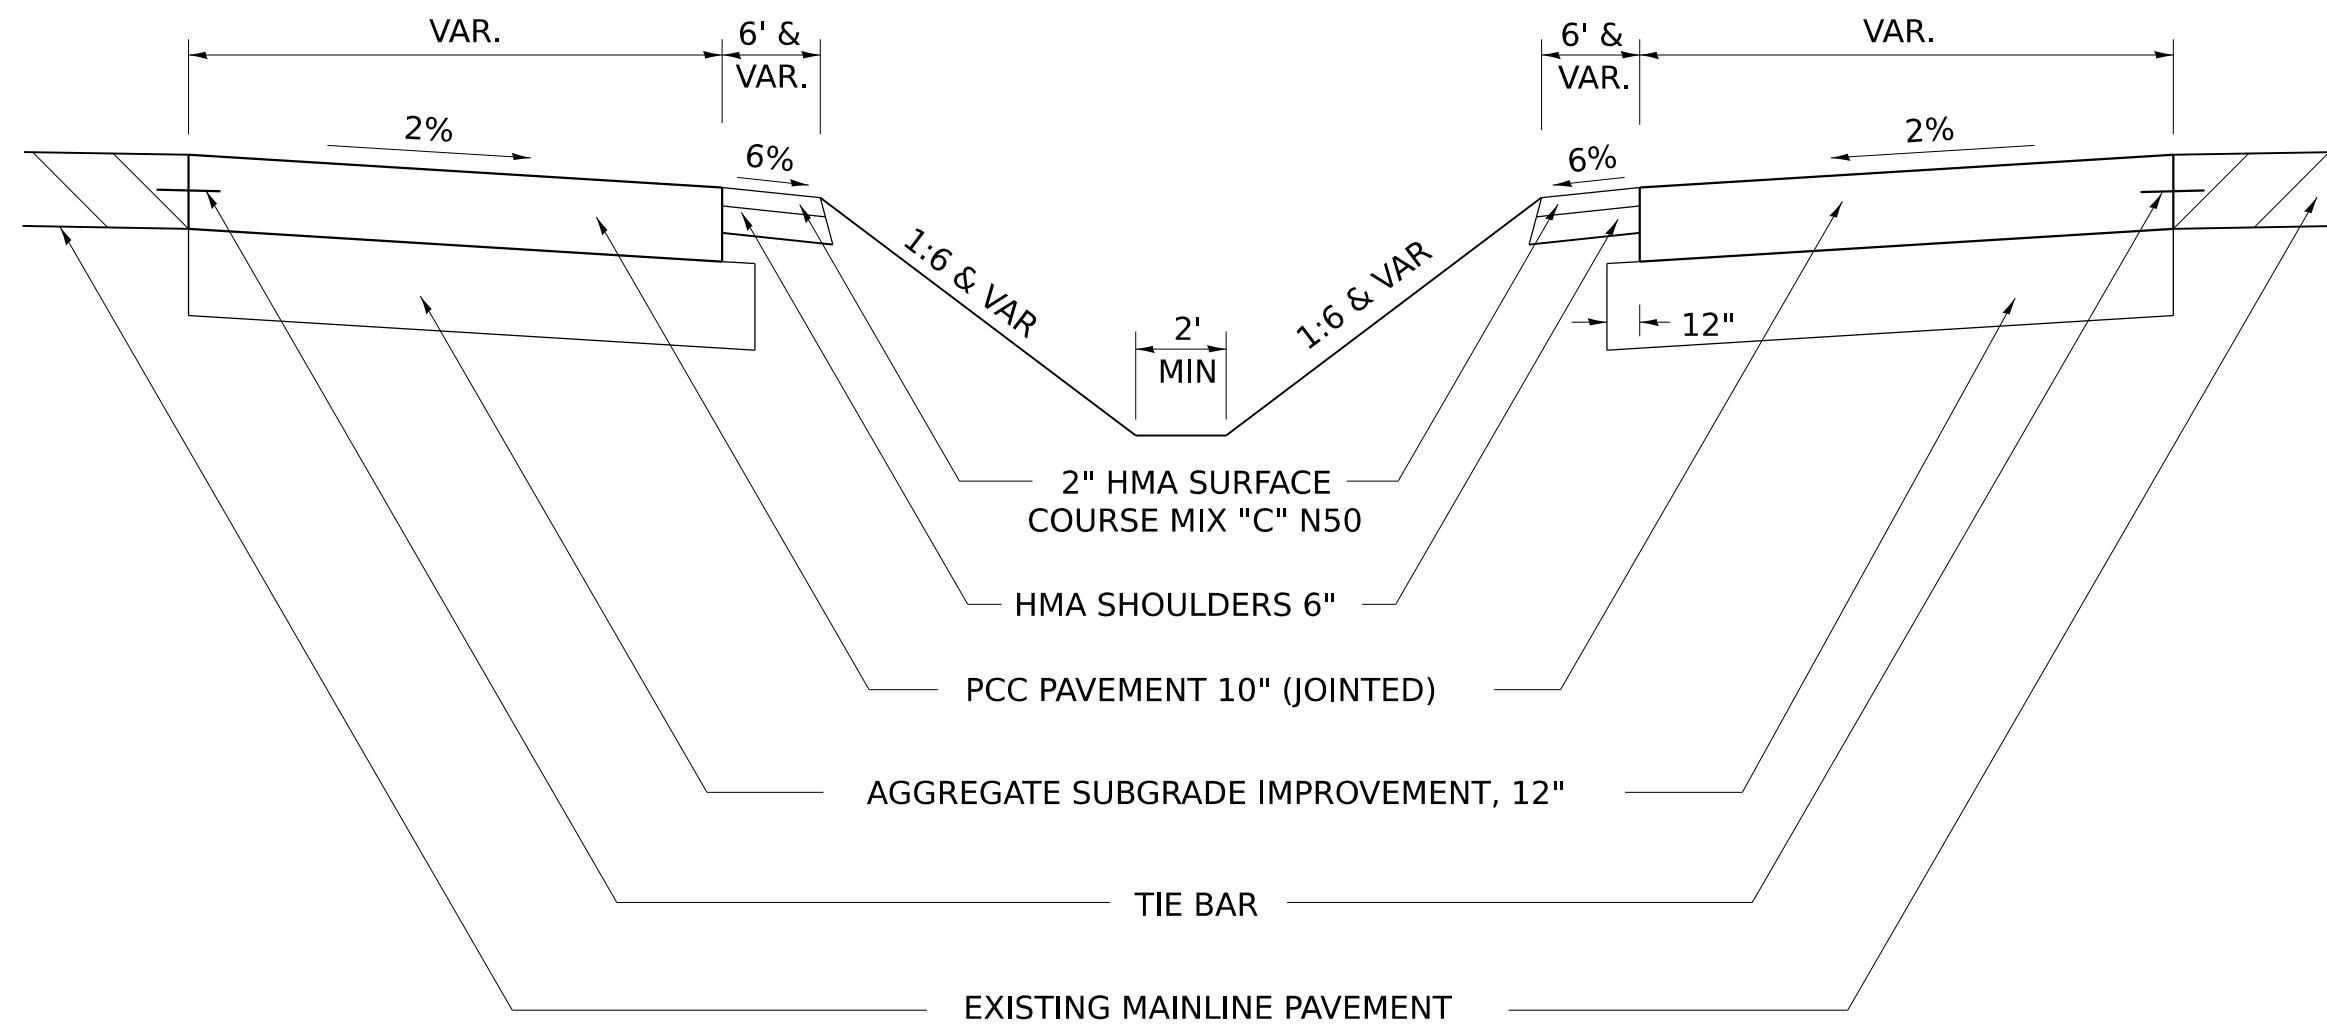 VAR.
6' &
VAR.
6' &
VAR.
VAR.
2%
6%
6%
2%
1:6 & VAR
1:6 & VAR
2'
MIN
12"
2" HMA SURFACE
COURSE MIX "C" N50
HMA SHOULDERS 6"
PCC PAVEMENT 10" (JOINTED)
AGGREGATE SUBGRADE IMPROVEMENT, 12"
TIE BAR
EXISTING MAINLINE PAVEMENT